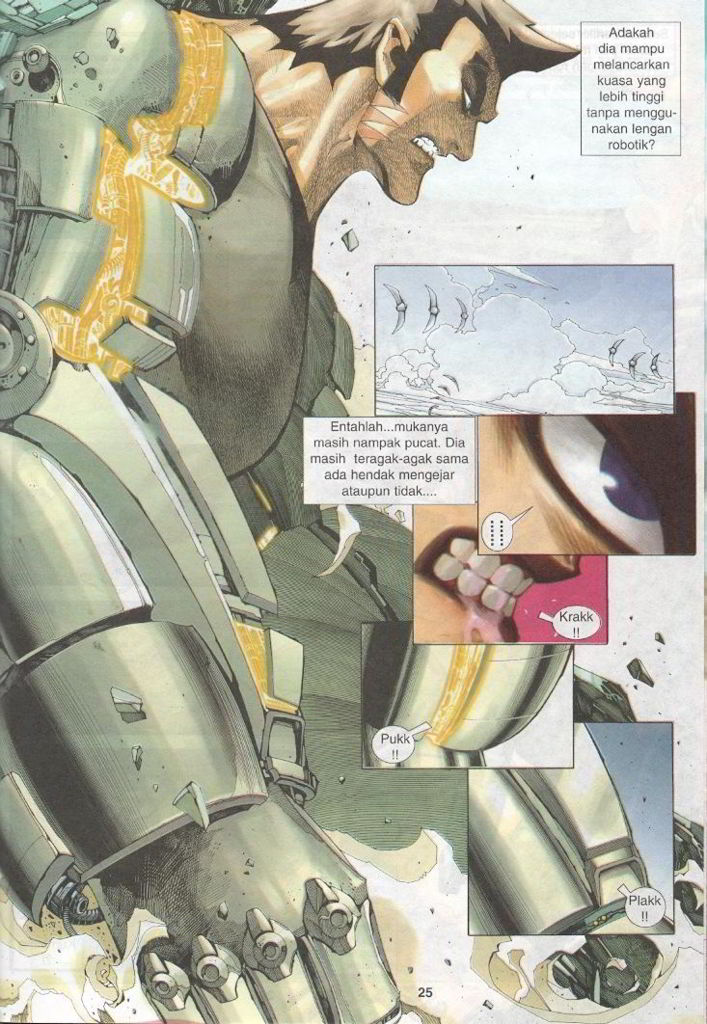 Adakah
dia mampu
melancarkan
kuasa yang
lebih tinggi
tanpa menggu-
nakan lengan
robotik?
Entahlah...mukanya
masih nampak pucat. Dia
masih teragak-agak sama
ada hendak mengejar
ataupun tidak....
Krakk
!!
Pukk
!!
Plakk
!!
25